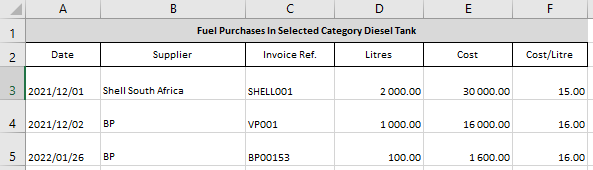 A B C D E F
1 Fuel Purchases In Selected Category Diesel Tank
2 Date Supplier Invoice Ref. Litres Cost Cost/Litre
3 2021/12/01 Shell South Africa SHELL001 2 000.00 30 000.00 15.00
4 2021/12/02 BP VP001 1 000.00 16 000.00 16.00
5 2022/01/26 BP BP00153 100.00 1 600.00 16.00